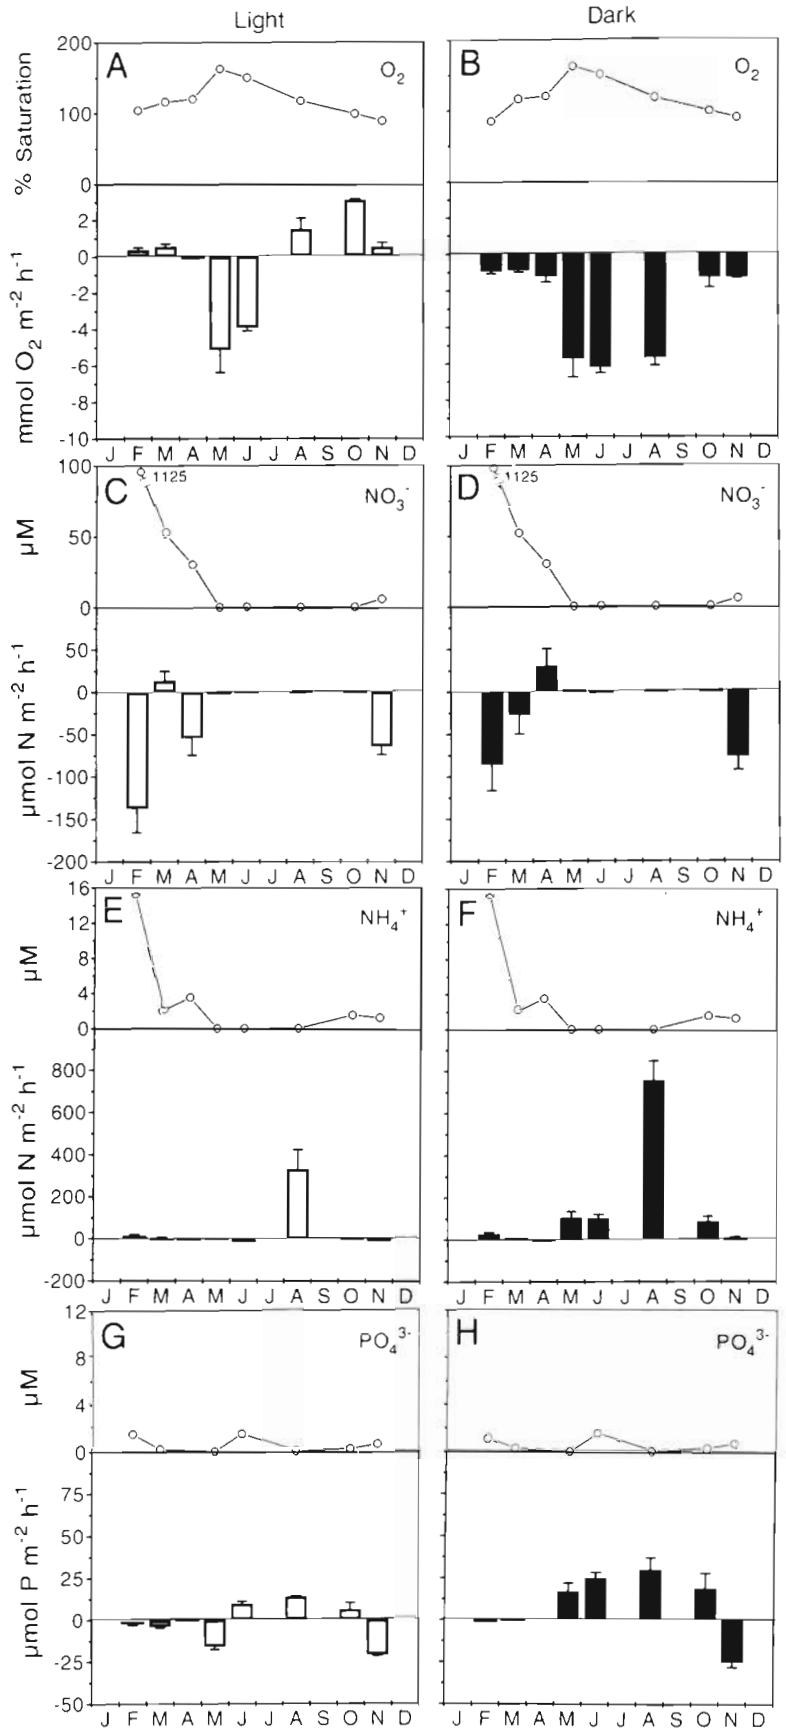 Light Dark
200 A O₂ B O₂
100
0
% Saturation
2
0
-2
-4
-6
-8
-10
mmol O₂ m⁻² h⁻¹
J F M A M J J A S O N D J F M A M J J A S O N D
100 C 1125 NO₃⁻ D 1125 NO₃⁻
50
0
µM
50
0
-50
-100
-150
-200
µmol N m⁻² h⁻¹
J F M A M J J A S O N D J F M A M J J A S O N D
16 E NH₄⁺ F NH₄⁺
12
8
4
0
µM
800
600
400
200
0
-200
µmol N m⁻² h⁻¹
J F M A M J J A S O N D J F M A M J J A S O N D
12 G PO₄³⁻ H PO₄³⁻
8
4
0
µM
75
50
25
0
-25
-50
µmol P m⁻² h⁻¹
J F M A M J J A S O N D J F M A M J J A S O N D